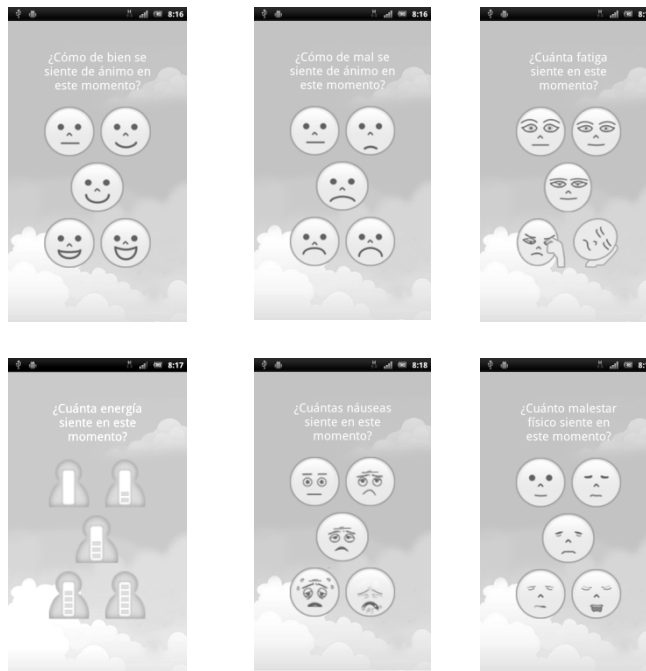 8:16
¿Cómo de bien se
siente de ánimo en
este momento?
8:16
¿Cómo de mal se
siente de ánimo en
este momento?
¿Cuánta fatiga
siente en este
momento?
8:17
¿Cuánta energía
siente en este
momento?
8:18
¿Cuántas náuseas
siente en este
momento?
¿Cuánto malestar
físico siente en
este momento?